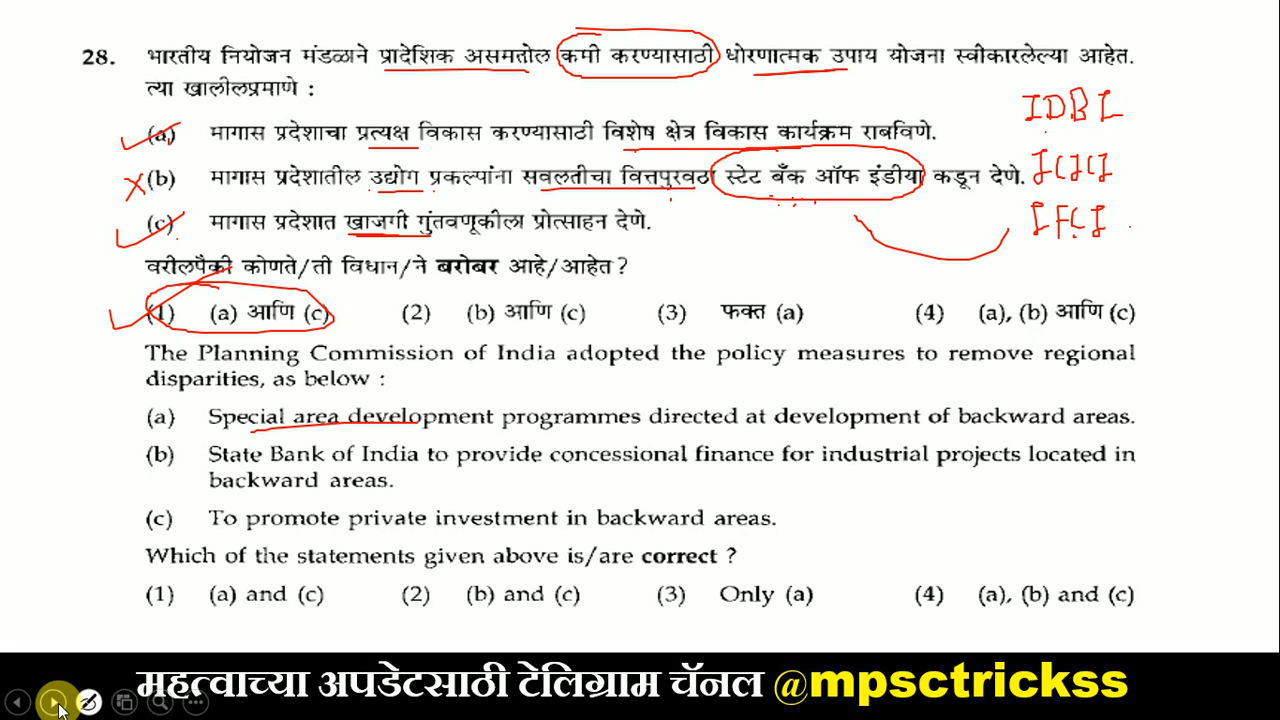 28. भारतीय नियोजन मंडळाने प्रादेशिक असमतोल कमी करण्यासाठी धोरणात्मक उपाय योजना स्वीकारलेल्या आहेत.
त्या खालीलप्रमाणे :
IDBI
(a) मागास प्रदेशाचा प्रत्यक्ष विकास करण्यासाठी विशेष क्षेत्र विकास कार्यक्रम राबविणे.
(b) मागास प्रदेशातील उद्योग प्रकल्पांना सवलतीचा वित्तपुरवठा स्टेट बँक ऑफ इंडीया कडून देणे.
ICICI
(c) मागास प्रदेशात खाजगी गुंतवणूकीला प्रोत्साहन देणे.
IFCI
वरीलपैकी कोणते/ती विधान/ने बरोबर आहे/आहेत ?
(1) (a) आणि (c) (2) (b) आणि (c) (3) फक्त (a) (4) (a), (b) आणि (c)
The Planning Commission of India adopted the policy measures to remove regional
disparities, as below :
(a) Special area development programmes directed at development of backward areas.
(b) State Bank of India to provide concessional finance for industrial projects located in
backward areas.
(c) To promote private investment in backward areas.
Which of the statements given above is/are correct ?
(1) (a) and (c) (2) (b) and (c) (3) Only (a) (4) (a), (b) and (c)
महत्वाच्या अपडेटसाठी टेलिग्राम चॅनल @mpsctrickss